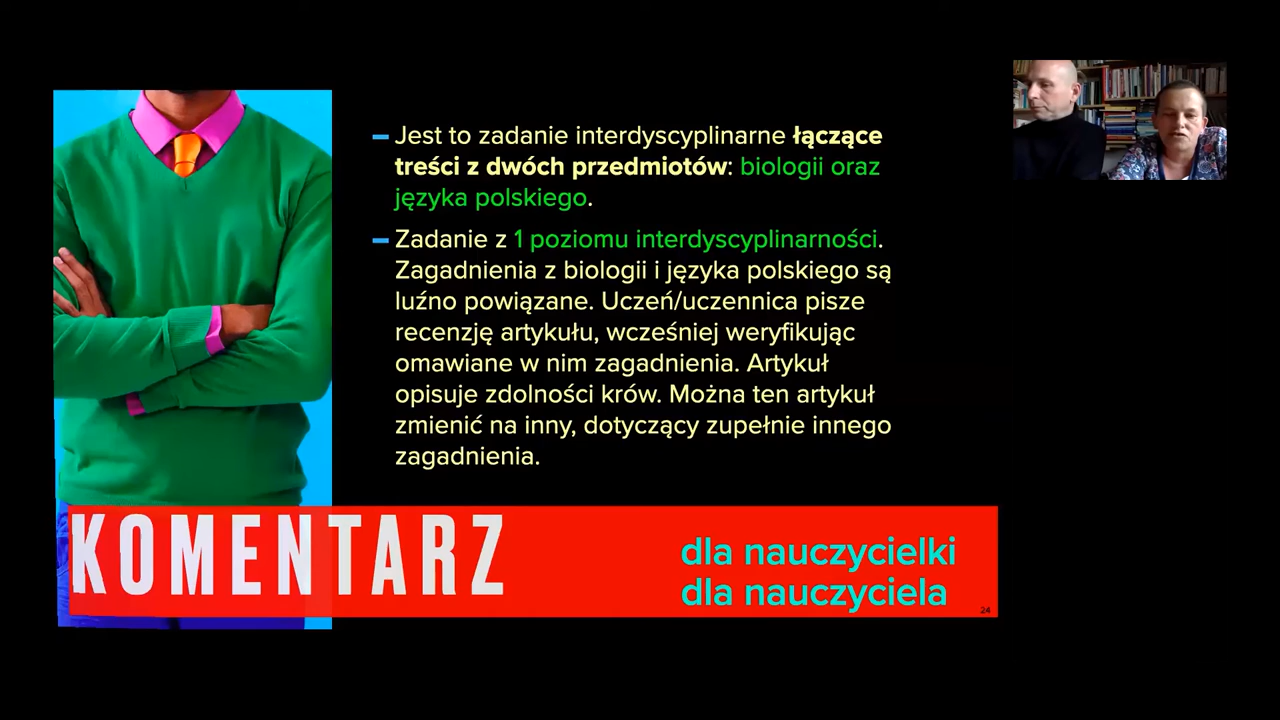 Jest to zadanie interdyscyplinarne łączące
treści z dwóch przedmiotów: biologii oraz
języka polskiego.
Zadanie z 1 poziomu interdyscyplinarności.
Zagadnienia z biologii i języka polskiego są
luźno powiązane. Uczeń/uczennica pisze
recenzję artykułu, wcześniej weryfikując
omawiane w nim zagadnienia. Artykuł
opisuje zdolności krów. Można ten artykuł
zmienić na inny, dotyczący zupełnie innego
zagadnienia.
KOMENTARZ
dla nauczycielki
dla nauczyciela
24